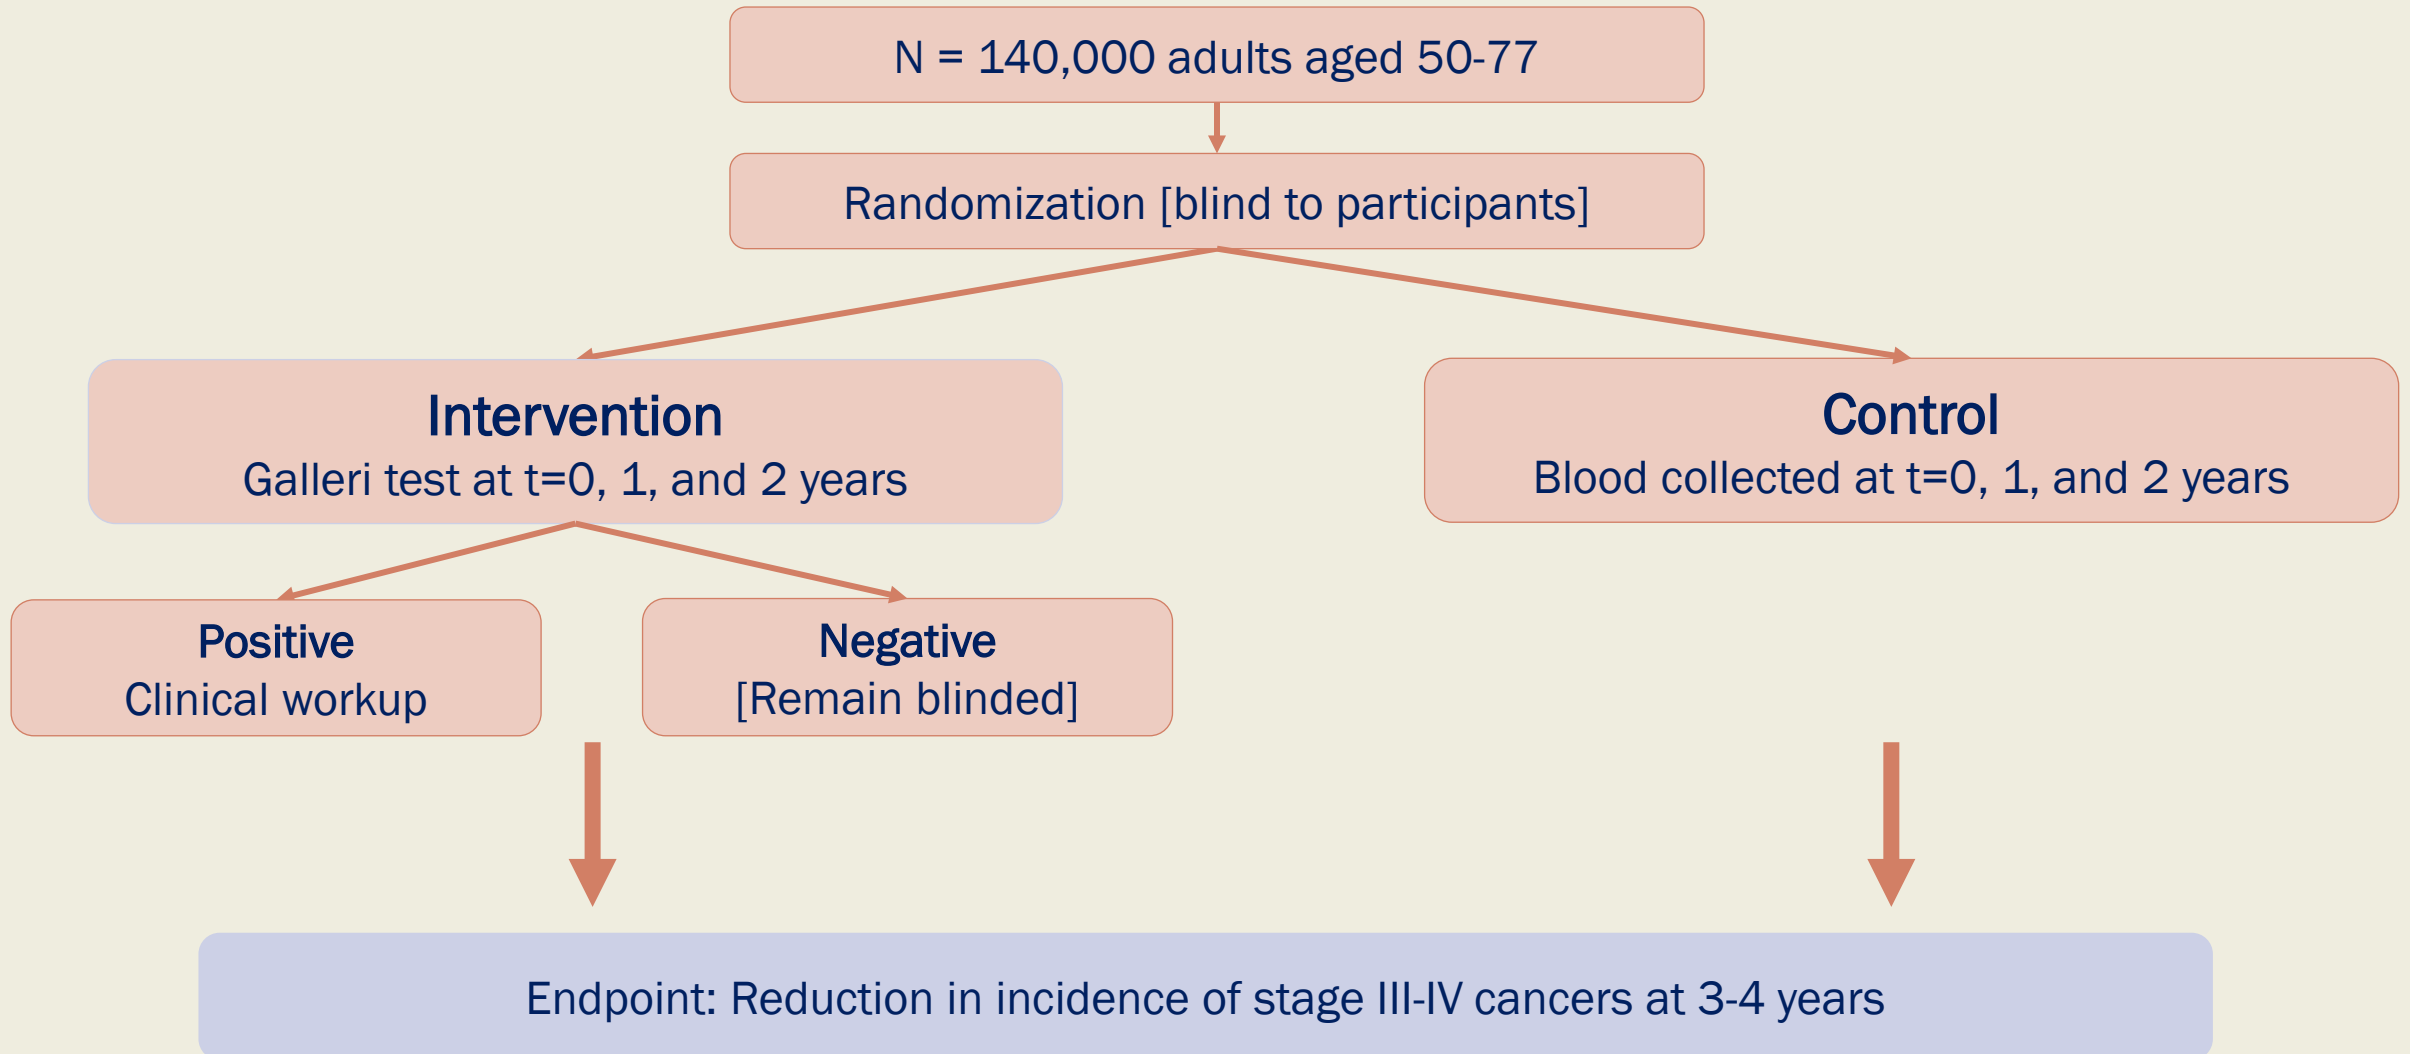 N = 140,000 adults aged 50-77
Randomization [blind to participants]
Intervention
Galleri test at t=0, 1, and 2 years
Control
Blood collected at t=0, 1, and 2 years
Positive
Clinical workup
Negative
[Remain blinded]
Endpoint: Reduction in incidence of stage III-IV cancers at 3-4 years